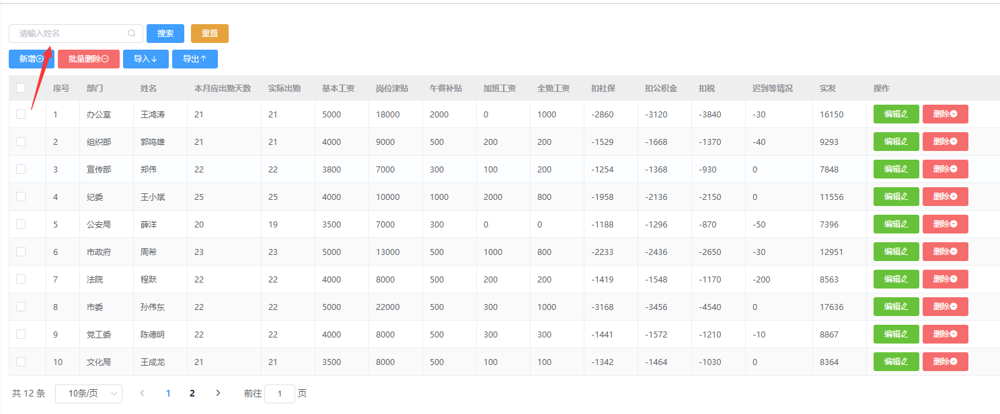 请输入姓名 搜索 重置
新增 批量删除 导入↓ 导出↑
序号 部门 姓名 本月应出勤天数 实际出勤 基本工资 岗位津贴 午餐补贴 加班工资 全勤工资 扣社保 扣公积金 扣税 迟到等情况 实发 操作
1 办公室 王鸿涛 21 21 5000 18000 2000 0 1000 -2860 -3120 -3840 -30 16150 编辑 删除
2 组织部 郭鸣雄 21 21 4000 9000 500 200 200 -1529 -1668 -1370 -40 9293 编辑 删除
3 宣传部 郑伟 22 22 3800 7000 300 100 200 -1254 -1368 -930 0 7848 编辑 删除
4 纪委 王小斌 25 25 4000 10000 1000 2000 800 -1958 -2136 -2150 0 11556 编辑 删除
5 公安局 薛洋 20 19 3500 7000 300 0 0 -1188 -1296 -870 -50 7396 编辑 删除
6 市政府 周希 23 23 5000 13000 500 1000 800 -2233 -2436 -2650 -30 12951 编辑 删除
7 法院 程跃 22 22 4000 8000 500 200 200 -1419 -1548 -1170 -200 8563 编辑 删除
8 市委 孙伟东 22 22 5000 22000 500 300 1000 -3168 -3456 -4540 0 17636 编辑 删除
9 党工委 陈德明 22 22 4000 8000 500 300 300 -1441 -1572 -1210 -10 8867 编辑 删除
10 文化局 王成龙 21 21 3500 8000 500 100 100 -1342 -1464 -1030 0 8364 编辑 删除
共 12 条 10条/页 < 1 2 > 前往 1 页